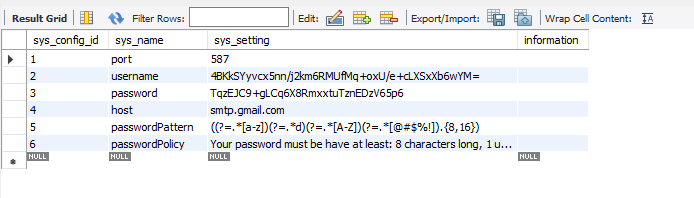 Result Grid Filter Rows: Edit: Export/Import: Wrap Cell Content:
sys_config_id sys_name sys_setting information
1 port 587
2 username 4BKkSYyvcx5nn/j2km6RMUfMq+oxU/e+cLXSxXb6wYM=
3 password TqzEJC9+gLCq6X8RmxxtuTznEDzV65p6
4 host smtp.gmail.com
5 passwordPattern ((?=.*[a-z])(?=.*d)(?=.*[A-Z])(?=.*[@#$%!]).{8,16})
6 passwordPolicy Your password must be have at least: 8 characters long, 1 u...
NULL NULL NULL NULL